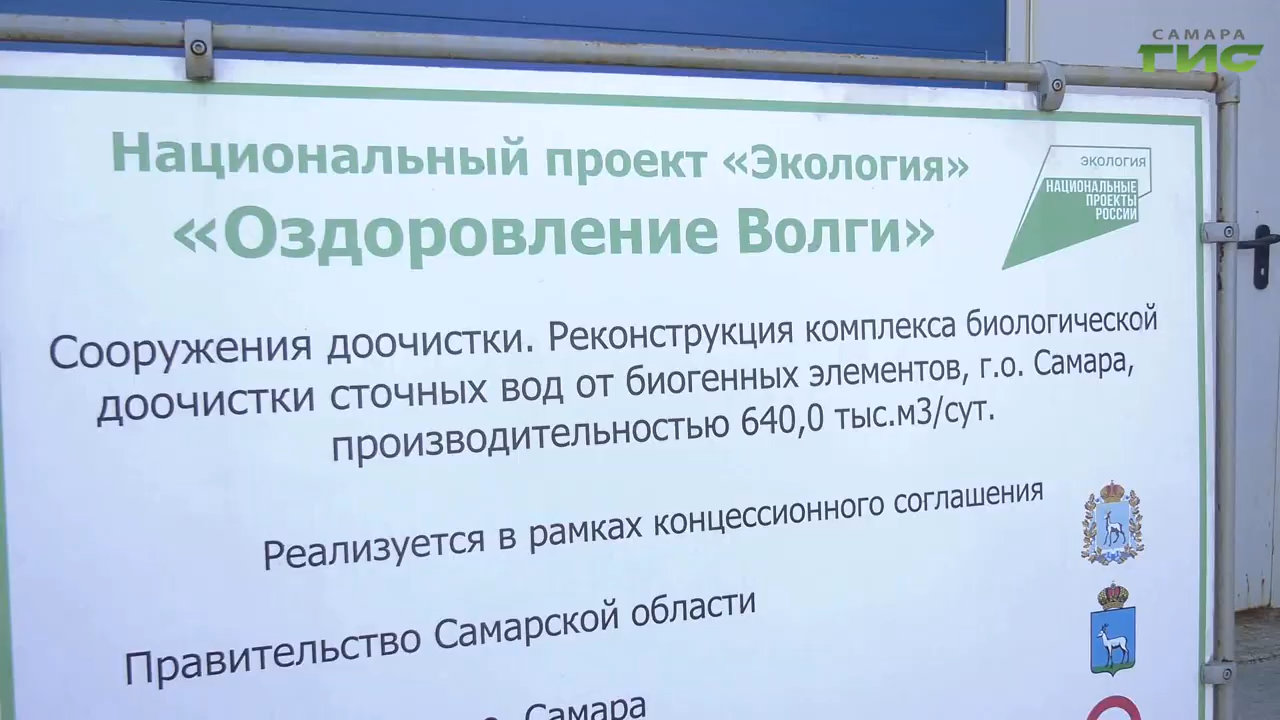 САМАРА
ГИС
Национальный проект «Экология»
«Оздоровление Волги»
ЭКОЛОГИЯ
НАЦИОНАЛЬНЫЕ
ПРОЕКТЫ
РОССИИ
Сооружения доочистки. Реконструкция комплекса биологической
доочистки сточных вод от биогенных элементов, г.о. Самара,
производительностью 640,0 тыс.м3/сут.
Реализуется в рамках концессионного соглашения
Правительство Самарской области
Самара